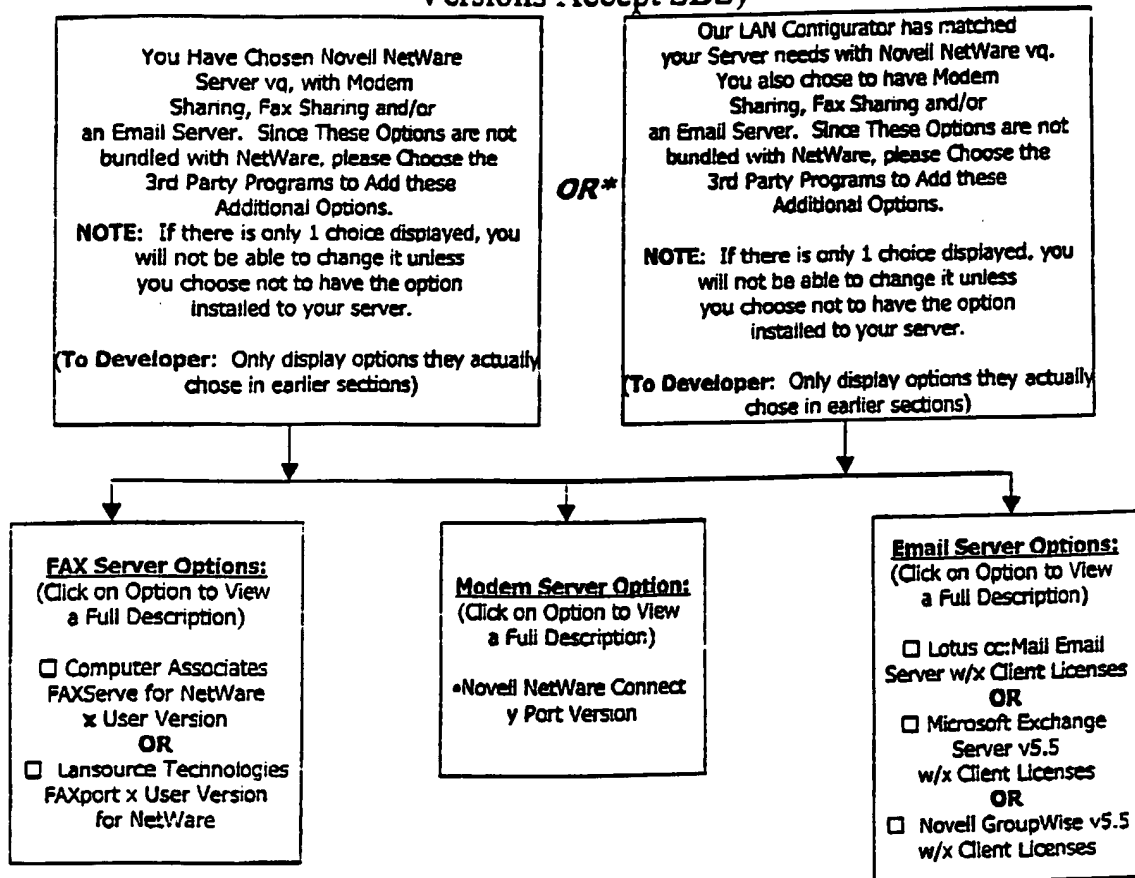 You Have Chosen Novell NetWare
Server vq, with Modem
Sharing, Fax Sharing and/or
an Email Server. Since These Options are not
bundled with NetWare, please Choose the
3rd Party Programs to Add these
Additional Options.
NOTE: If there is only 1 choice displayed, you
will not be able to change it unless
you choose not to have the option
installed to your server.
(To Developer: Only display options they actually
chose in earlier sections)
OR*
Our LAN Configurator has matched
your Server needs with Novell NetWare vq.
You also chose to have Modem
Sharing, Fax Sharing and/or
an Email Server. Since These Options are not
bundled with NetWare, please Choose the
3rd Party Programs to Add these
Additional Options.
NOTE: If there is only 1 choice displayed, you
will not be able to change it unless
you choose not to have the option
installed to your server.
(To Developer: Only display options they actually
chose in earlier sections)
FAX Server Options:
(Click on Option to View
a Full Description)
☐ Computer Associates
FAXServe for NetWare
x User Version
OR
☐ Lansource Technologies
FAXport x User Version
for NetWare
Modem Server Option:
(Click on Option to View
a Full Description)
•Novell NetWare Connect
y Port Version
Email Server Options:
(Click on Option to View
a Full Description)
☐ Lotus cc:Mail Email
Server w/x Client Licenses
OR
☐ Microsoft Exchange
Server v5.5
w/x Client Licenses
OR
☐ Novell GroupWise v5.5
w/x Client Licenses